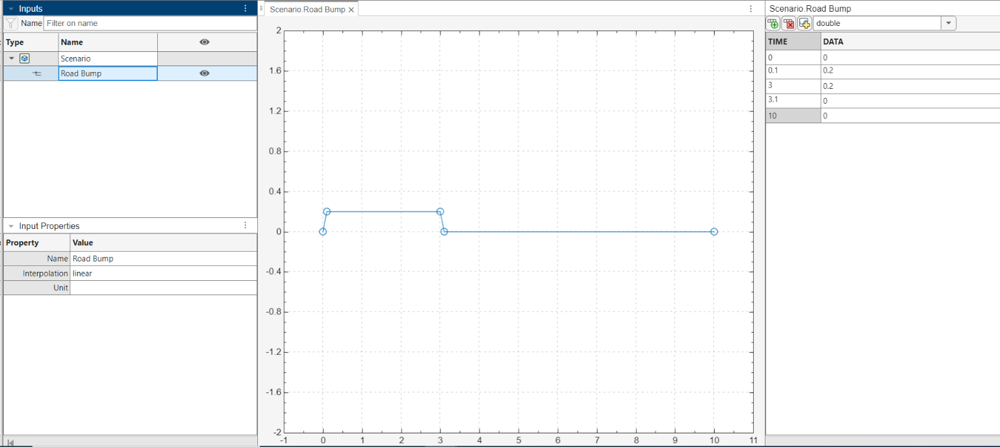 Inputs
Name Filter on name
Type Name
Scenario
Road Bump
Input Properties
Property Value
Name Road Bump
Interpolation linear
Unit
Scenario.Road Bump
2
1.6
1.2
0.8
0.4
0
-0.4
-0.8
-1.2
-1.6
-2
-1 0 1 2 3 4 5 6 7 8 9 10 11
Scenario.Road Bump
double
TIME DATA
0 0
0.1 0.2
3 0.2
3.1 0
10 0